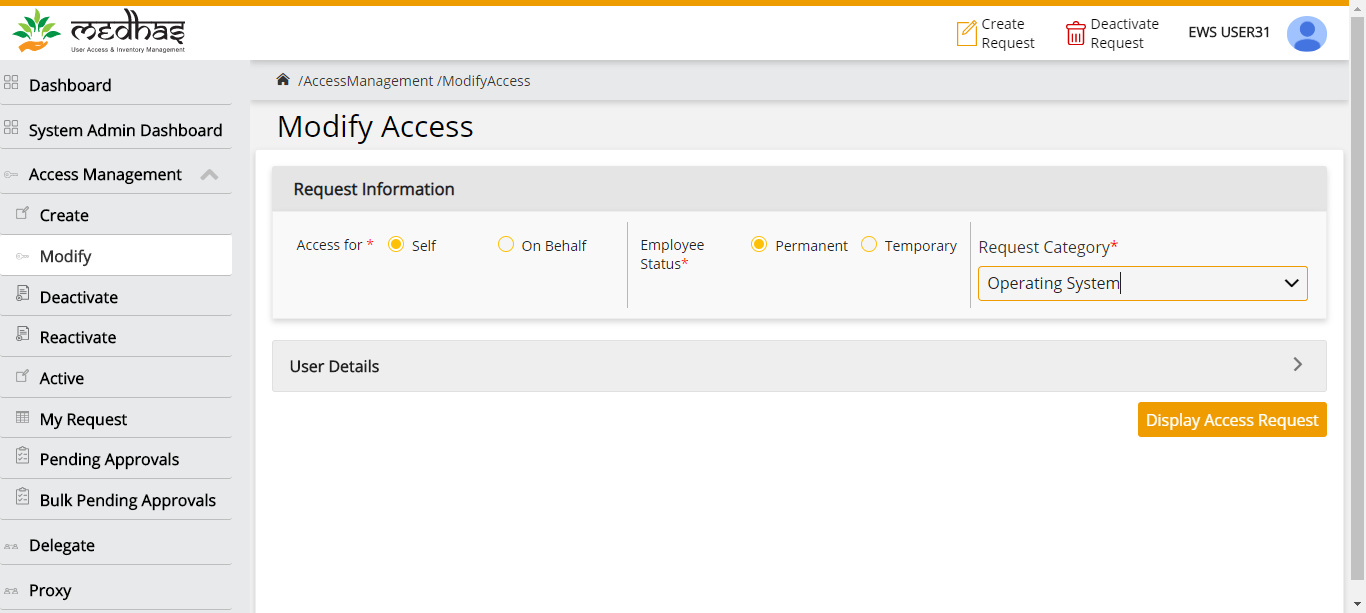 medhas
User Access & Inventory Management
Create
Request
Deactivate
Request
EWS USER31
Dashboard
System Admin Dashboard
Access Management
Create
Modify
Deactivate
Reactivate
Active
My Request
Pending Approvals
Bulk Pending Approvals
Delegate
Proxy
/AccessManagement /ModifyAccess
Modify Access
Request Information
Access for * Self On Behalf
Employee
Status*
Permanent Temporary
Request Category*
Operating System
User Details
Display Access Request